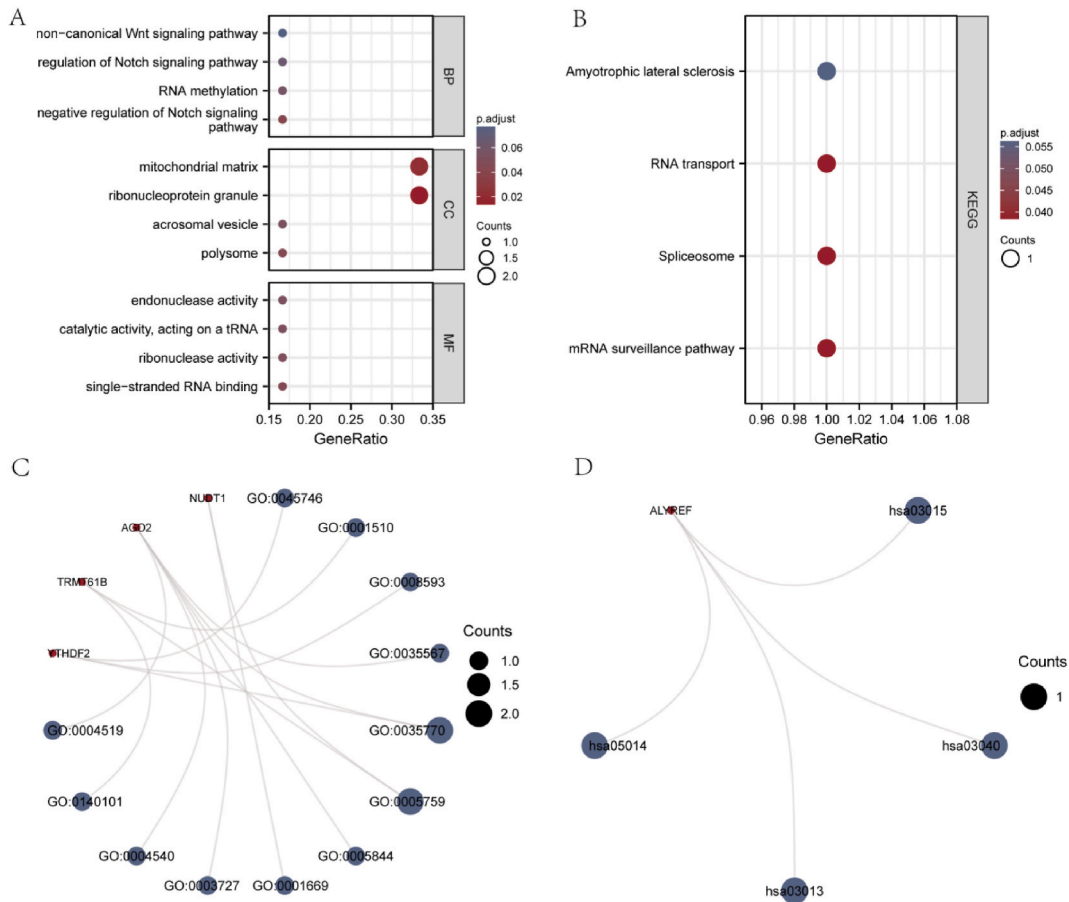 A
non-canonical Wnt signaling pathway
regulation of Notch signaling pathway
RNA methylation
negative regulation of Notch signaling
pathway
BP
mitochondrial matrix
ribonucleoprotein granule
acrosomal vesicle
polysome
CC
endonuclease activity
catalytic activity, acting on a tRNA
ribonuclease activity
single-stranded RNA binding
MF
0.15 0.20 0.25 0.30 0.35
GeneRatio
p.adjust
0.06
0.04
0.02
Counts
1.0
1.5
2.0
B
Amyotrophic lateral sclerosis
RNA transport
Spliceosome
mRNA surveillance pathway
KEGG
0.96 0.98 1.00 1.02 1.04 1.06 1.08
GeneRatio
p.adjust
0.055
0.050
0.045
0.040
Counts
1
C
NUDT1
GO:0045746
AGO2
GO:0001510
TRMT61B
GO:0008593
YTHDF2
GO:0035567
GO:0004519
GO:0035770
GO:0140101
GO:0005759
GO:0004540
GO:0005844
GO:0003727
GO:0001669
Counts
1.0
1.5
2.0
D
ALYREF
hsa03015
hsa05014
hsa03040
hsa03013
Counts
1